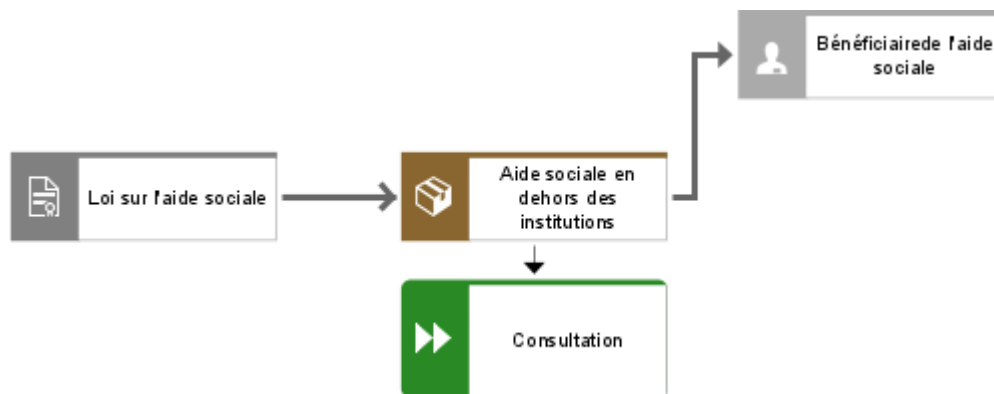 Bénéficiairede l'aide
sociale
Loi sur l'aide sociale
Aide sociale en
dehors des
institutions
Consultation